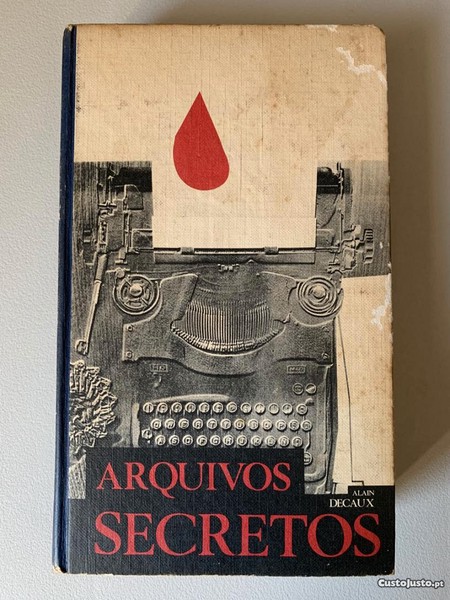 ARQUIVOS
ALAIN
DECAUX
SECRETOS
CustoJusto.pt